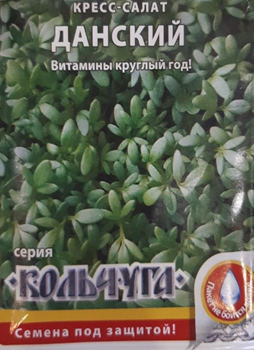 КРЕСС-САЛАТ
ДАНСКИЙ
Витамины круглый год!
серия
КОЛЬЧУГА
Семена под защитой!